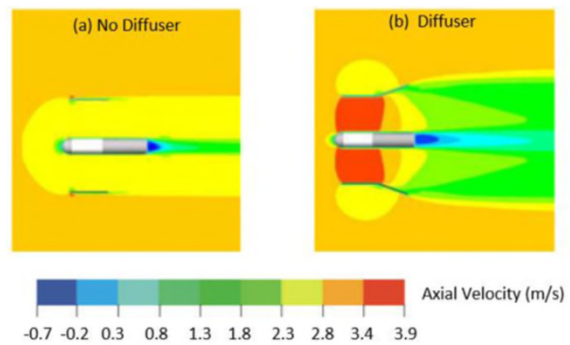 (a) No Diffuser
(b) Diffuser
Axial Velocity (m/s)
-0.7 -0.2 0.3 0.8 1.3 1.8 2.3 2.8 3.4 3.9